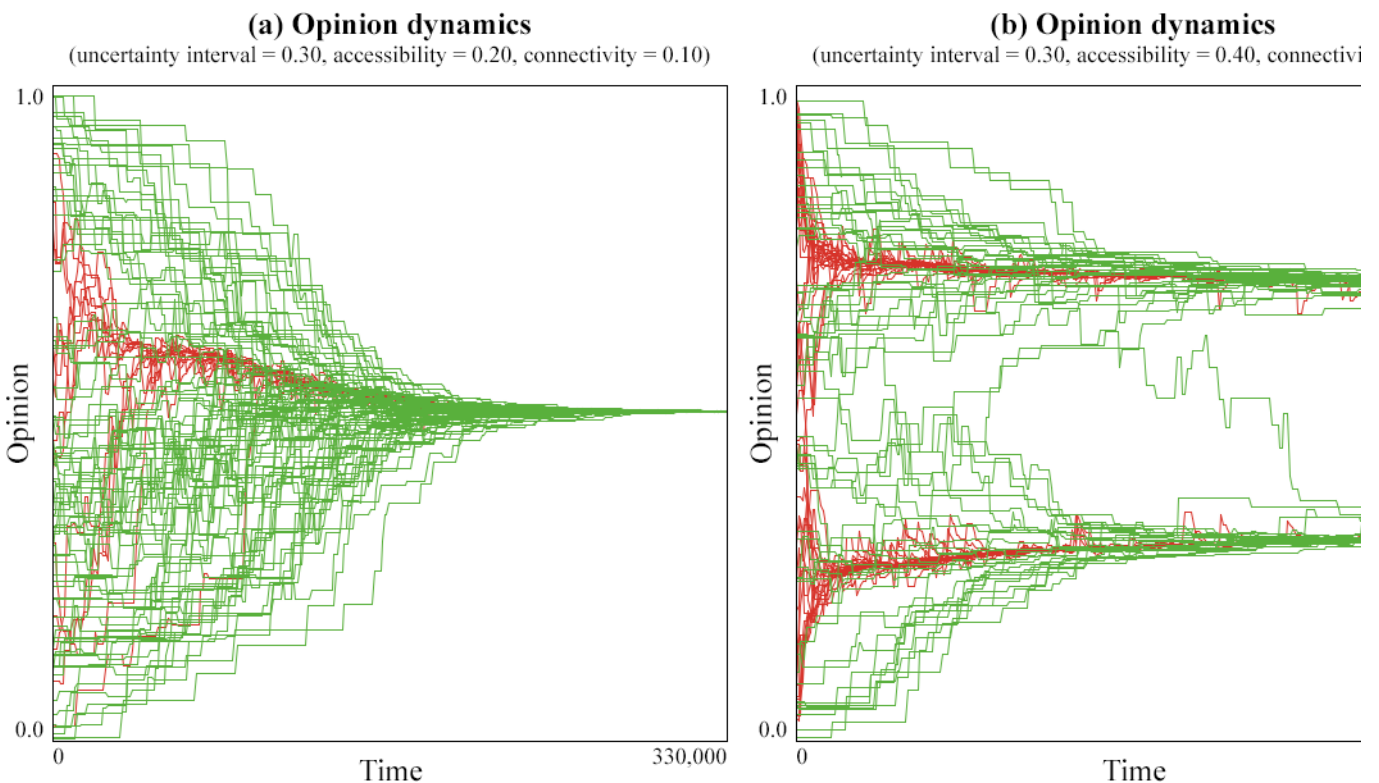 (a) Opinion dynamics
(uncertainty interval = 0.30, accessibility = 0.20, connectivity = 0.10)
1.0
Opinion
0.0
0
330,000
Time
(b) Opinion dynamics
(uncertainty interval = 0.30, accessibility = 0.40,
1.0
Opinion
0.0
0
Time